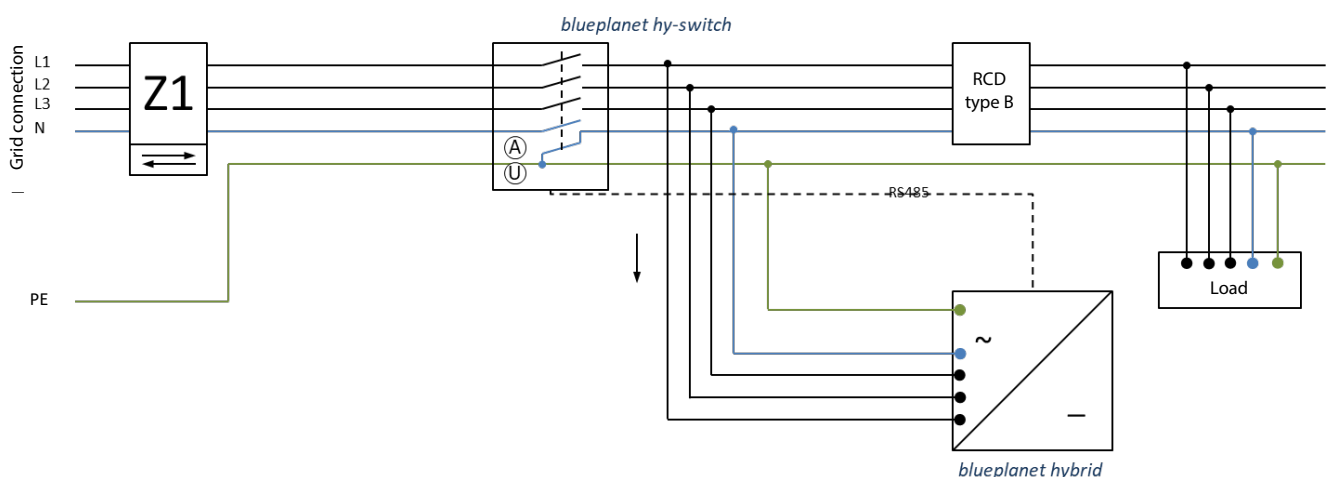 blueplanet hy-switch
Grid connection
L1
L2
L3
N
PE
Z1
A
U
RCD
type B
RS485
Load
~
–
blueplanet hybrid